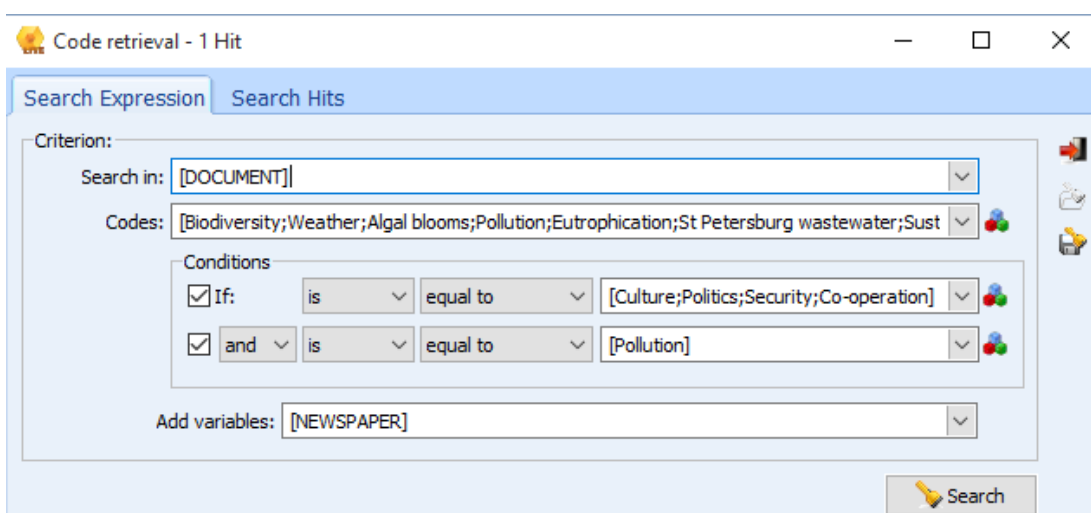 Code retrieval - 1 Hit
Search Expression Search Hits
Criterion:
Search in: [DOCUMENT]
Codes: [Biodiversity;Weather;Algal blooms;Pollution;Eutrophication;St Petersburg wastewater;Sust
Conditions
If: is equal to [Culture;Politics;Security;Co-operation]
and is equal to [Pollution]
Add variables: [NEWSPAPER]
Search